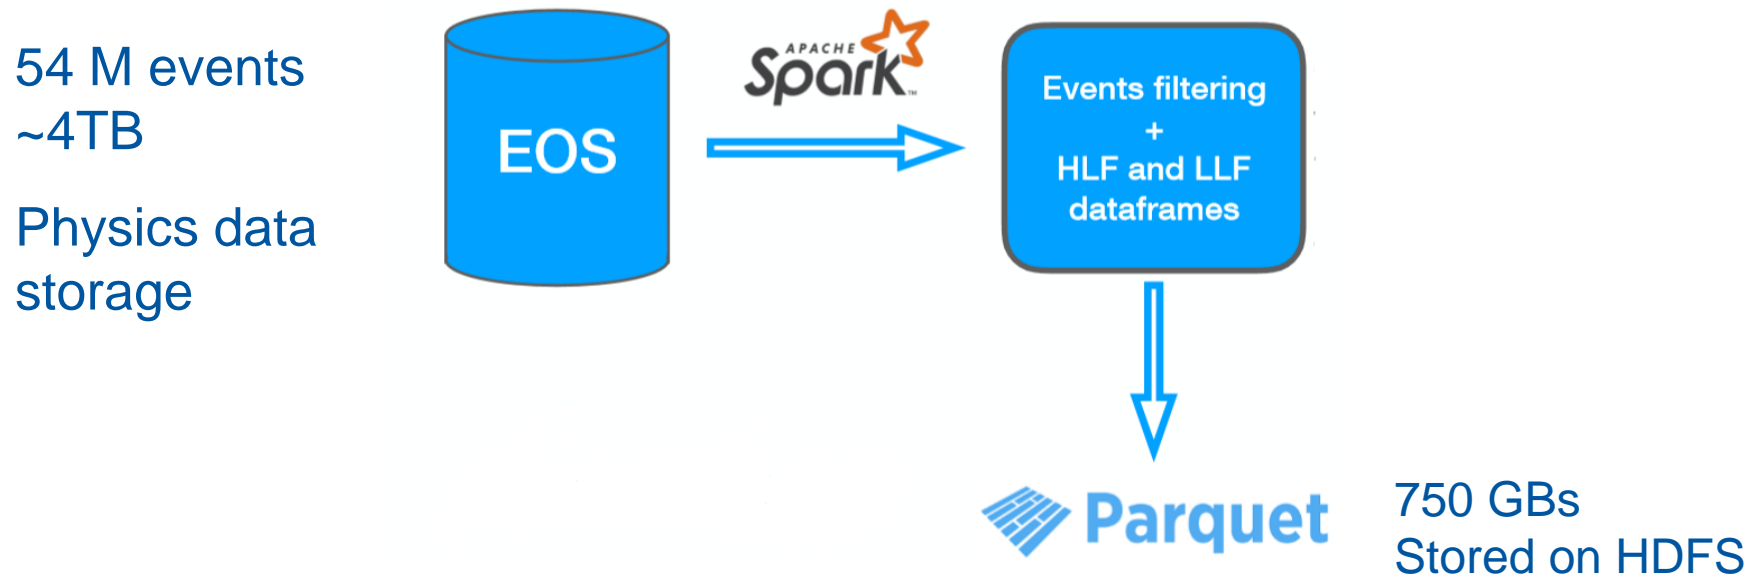 54 M events
~4TB
Physics data
storage
EOS
APACHE
Spark™
Events filtering
+
HLF and LLF
dataframes
Parquet
750 GBs
Stored on HDFS